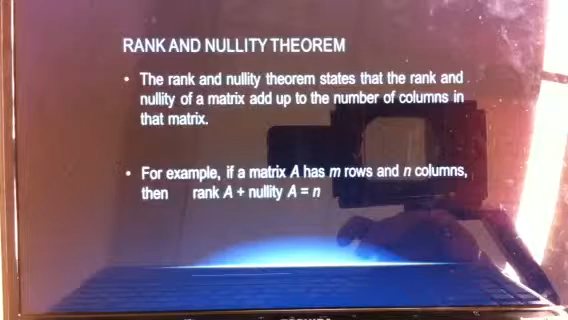 RANK AND NULLITY THEOREM
• The rank and nullity theorem states that the rank and
nullity of a matrix add up to the number of columns in
that matrix.
• For example, if a matrix A has m rows and n columns,
then rank A + nullity A = n